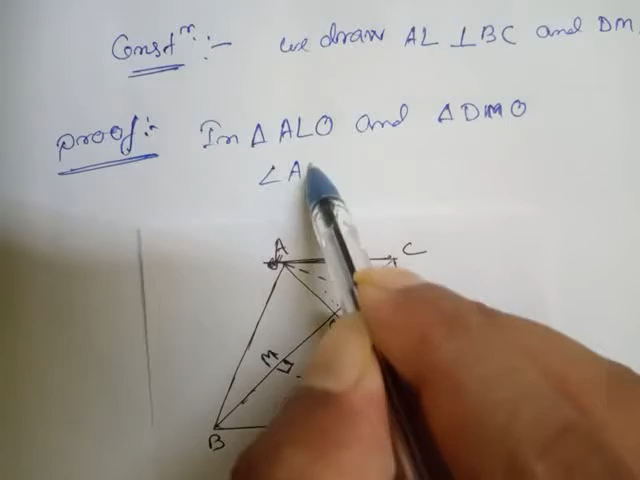 Constn:- we draw AL ⊥ BC and DM
proof:- In Δ ALO and Δ DMO
∠A
A
C
M
B